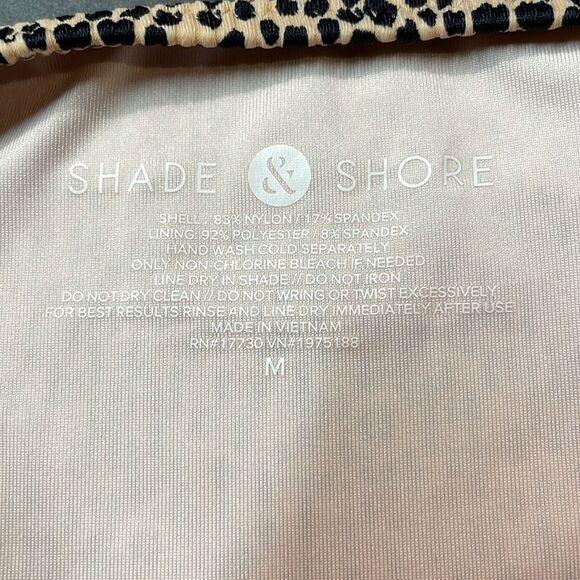 SHADE & SHORE
SHELL : 83% NYLON / 17% SPANDEX
LINING: 92% POLYESTER / 8% SPANDEX
HAND WASH COLD SEPARATELY
ONLY NON-CHLORINE BLEACH IF NEEDED
LINE DRY IN SHADE // DO NOT IRON
DO NOT DRY CLEAN // DO NOT WRING OR TWIST EXCESSIVELY
FOR BEST RESULTS RINSE AND LINE DRY IMMEDIATELY AFTER USE
MADE IN VIETNAM
RN#17730 VN#1975188
M